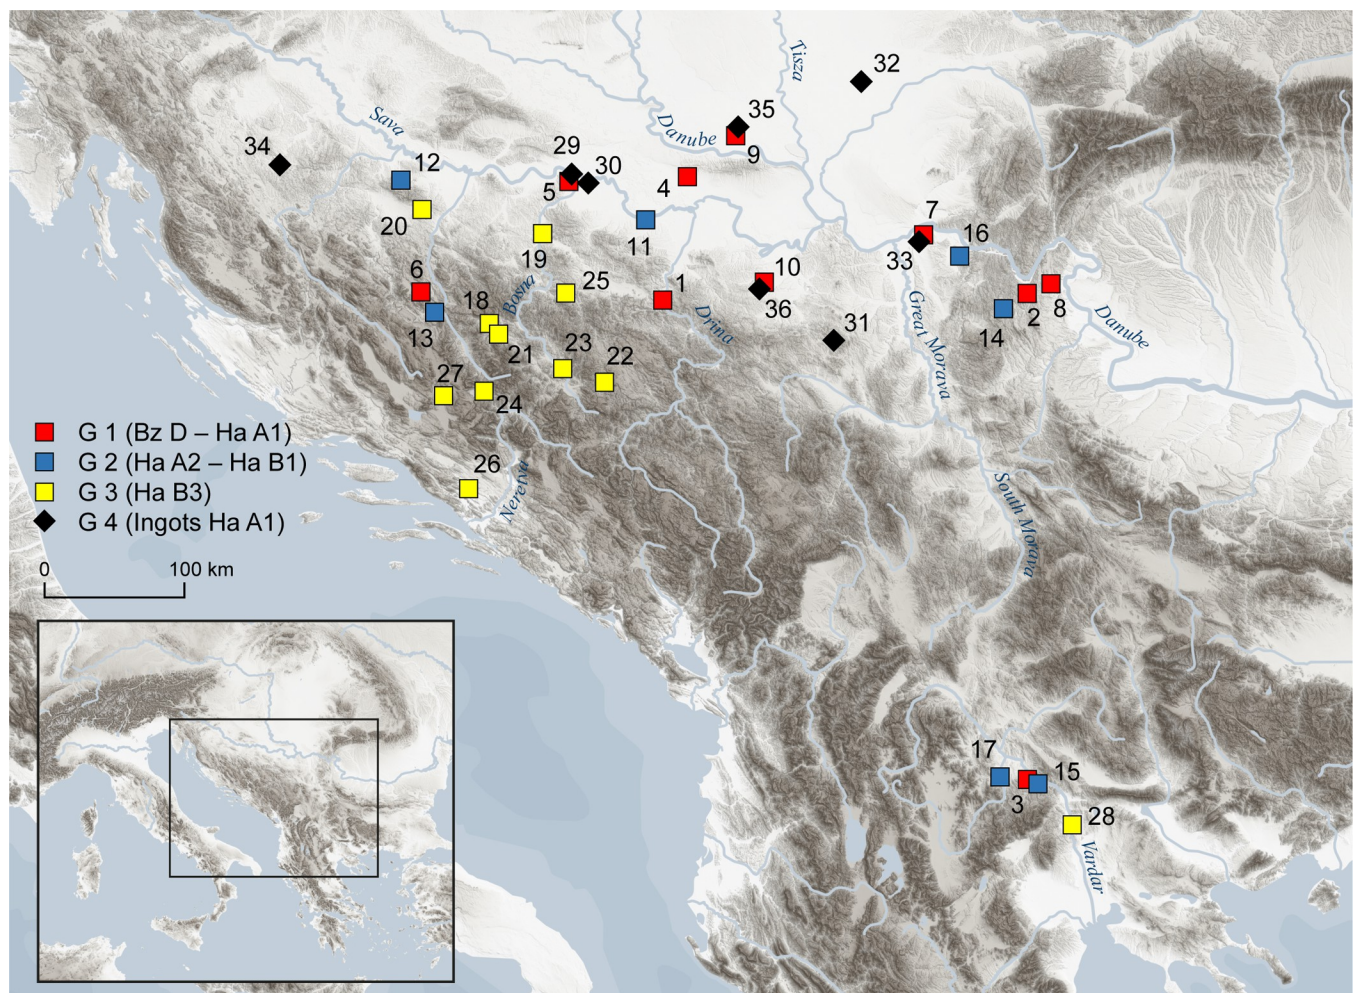 Tisza
32
35
Danube
9
Sava
34
12
29
30
5
4
20
11
7
16
19
33
6
25
1
10
36
8
2
14
Bosna
18
13
21
Drina
31
Great Morava
Danube
23
22
27
24
G 1 (Bz D – Ha A1)
G 2 (Ha A2 – Ha B1)
G 3 (Ha B3)
G 4 (Ingots Ha A1)
26
Neretva
South Morava
0 100 km
17
15
3
28
Vardar